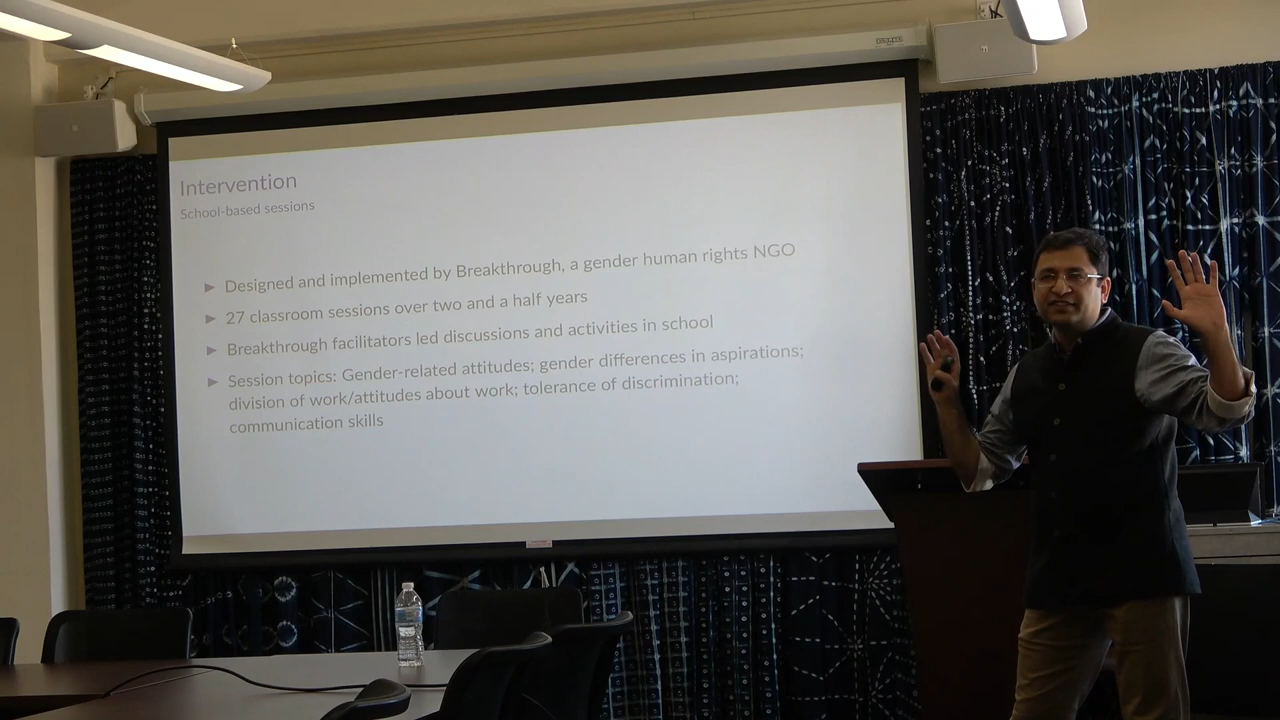 Intervention
School-based sessions
Designed and implemented by Breakthrough, a gender human rights NGO
27 classroom sessions over two and a half years
Breakthrough facilitators led discussions and activities in school
Session topics: Gender-related attitudes; gender differences in aspirations;
division of work/attitudes about work; tolerance of discrimination;
communication skills